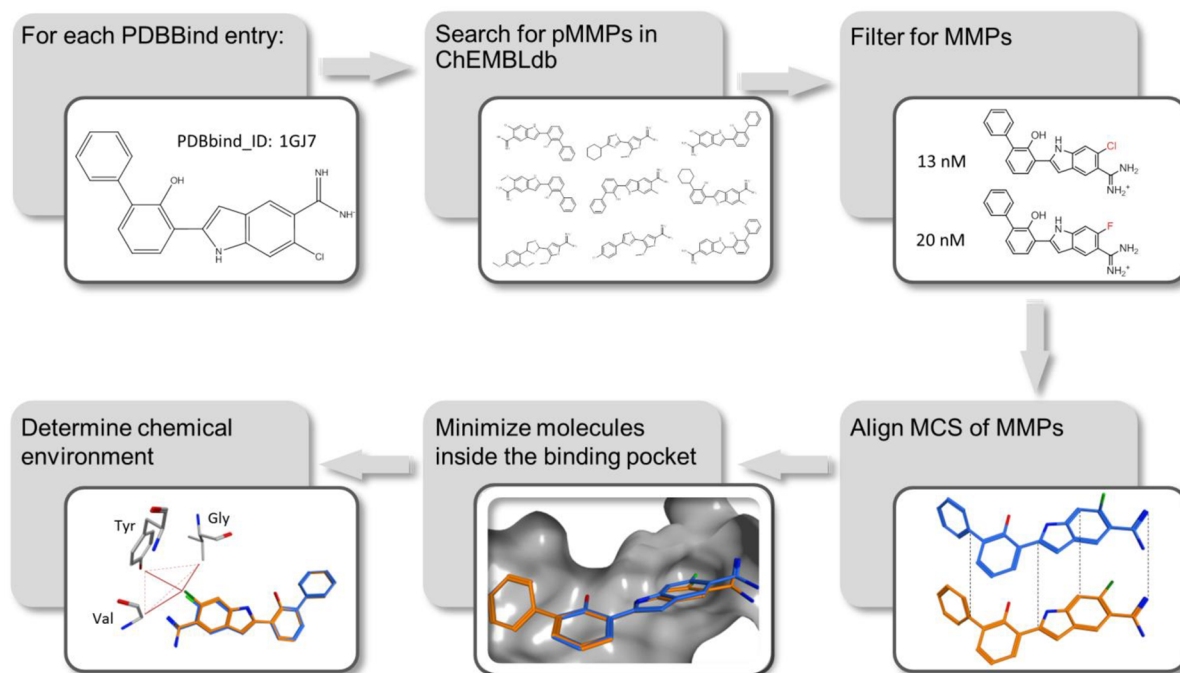 For each PDBBind entry:
PDBbind_ID: 1GJ7
OH
NH
NH
N
H
Cl
Search for pMMPs in
ChEMBLdb
Filter for MMPs
13 nM
OH
H
N
Cl
NH₂
NH₂⁺
20 nM
OH
H
N
F
NH₂
NH₂⁺
Determine chemical
environment
Tyr
Gly
Val
Minimize molecules
inside the binding pocket
Align MCS of MMPs